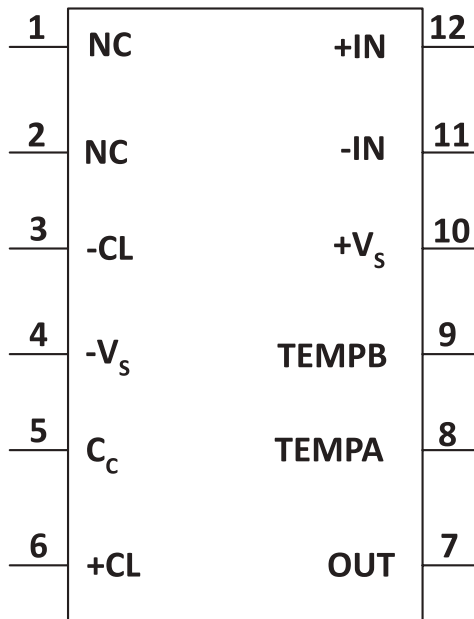 1 NC +IN 12
2 NC -IN 11
3 -CL +VS 10
4 -VS TEMPB 9
5 CC TEMPA 8
6 +CL OUT 7